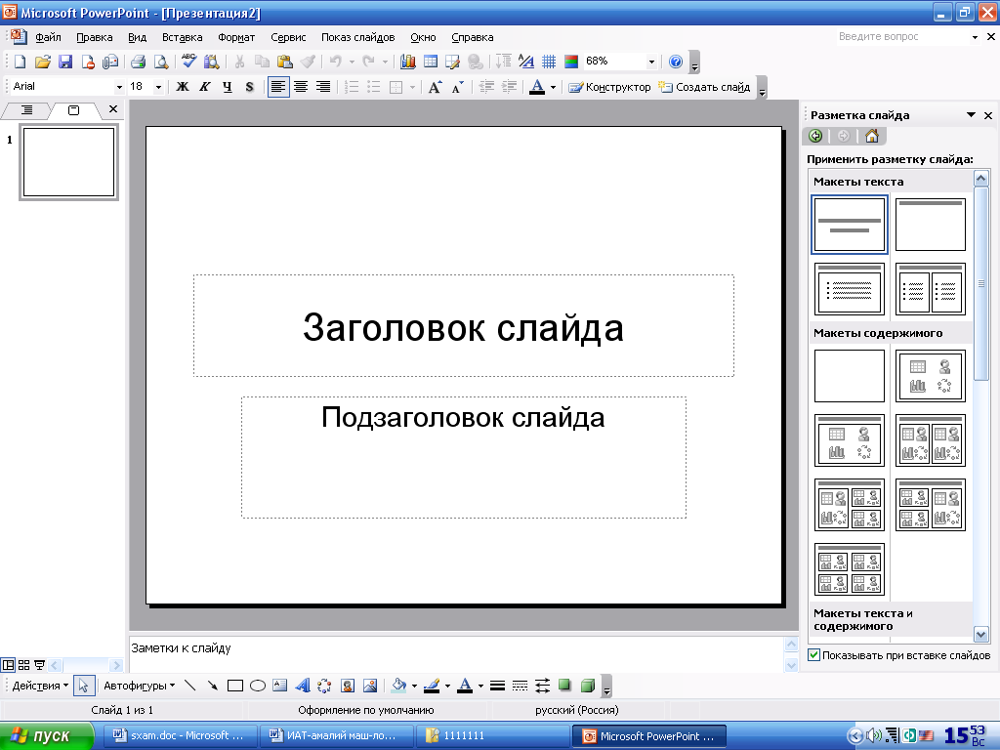 Microsoft PowerPoint - [Презентация2]
Файл Правка Вид Вставка Формат Сервис Показ слайдов Окно Справка Введите вопрос
68%
Arial 18 Ж К Ч S Конструктор Создать слайд
Разметка слайда
1
Применить разметку слайда:
Макеты текста
Заголовок слайда
Макеты содержимого
Подзаголовок слайда
Макеты текста и
содержимого
Заметки к слайду
Показывать при вставке слайдов
Действия Автофигуры
Слайд 1 из 1 Оформление по умолчанию русский (Россия)
пуск sxam.doc - Microsoft ... ИАТ-амалий маш-ло... 1111111 Microsoft PowerPoint ... 15 53
Вс